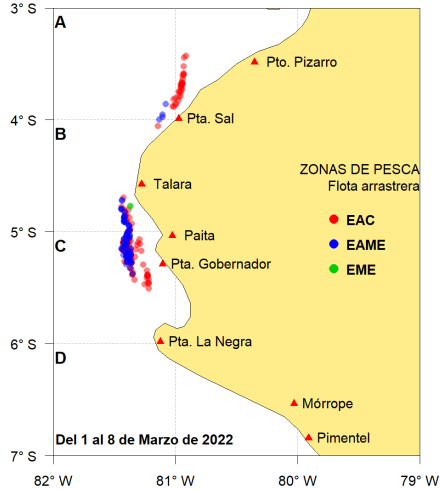 3° S
A
Pto. Pizarro
4° S
Pta. Sal
B
ZONAS DE PESCA
Flota arrastrera
Talara
EAC
5° S
Paita
EAME
C
Pta. Gobernador
EME
6° S
Pta. La Negra
D
Mórrope
Del 1 al 8 de Marzo de 2022
Pimentel
7° S
82° W
81° W
80° W
79° W